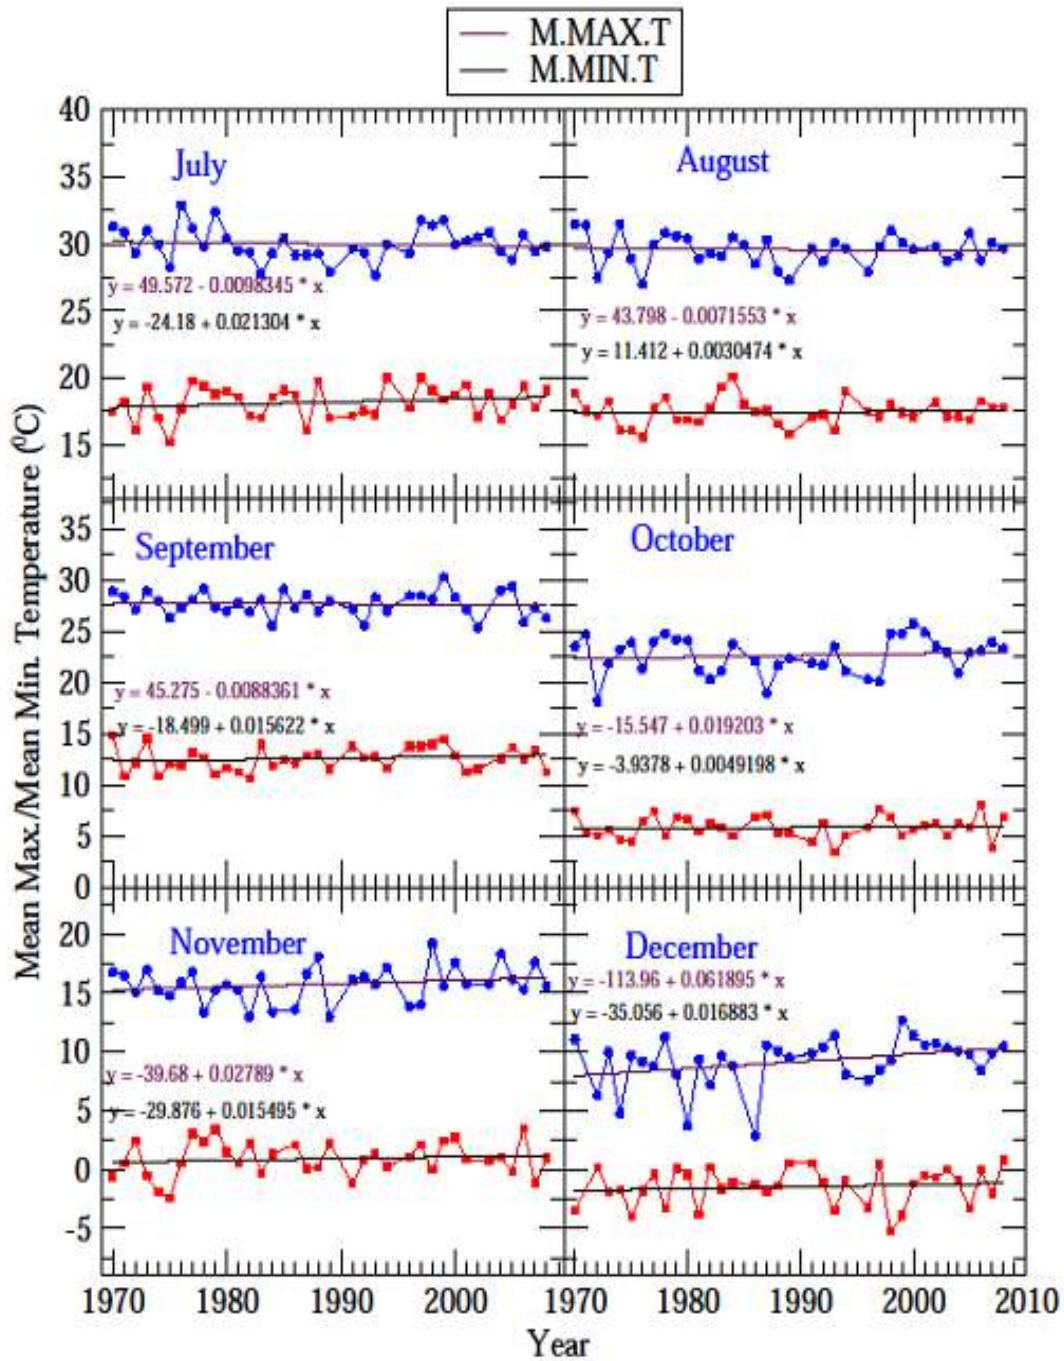 M.MAX.T
M.MIN.T
Mean Max./Mean Min. Temperature (⁰C)
40
35
30
25
20
15
July
y = 49.572 - 0.0098345 * x
y = -24.18 + 0.021304 * x
August
y = 43.798 - 0.0071553 * x
y = 11.412 + 0.0030474 * x
35
30
25
20
15
10
5
0
September
y = 45.275 - 0.0088361 * x
y = -18.499 + 0.015622 * x
October
y = -15.547 + 0.019203 * x
y = -3.9378 + 0.0049198 * x
20
15
10
5
0
-5
November
y = -39.68 + 0.02789 * x
y = -29.876 + 0.015495 * x
December
y = -113.96 + 0.061895 * x
y = -35.056 + 0.016883 * x
1970 1980 1990 2000 1970 1980 1990 2000 2010
Year